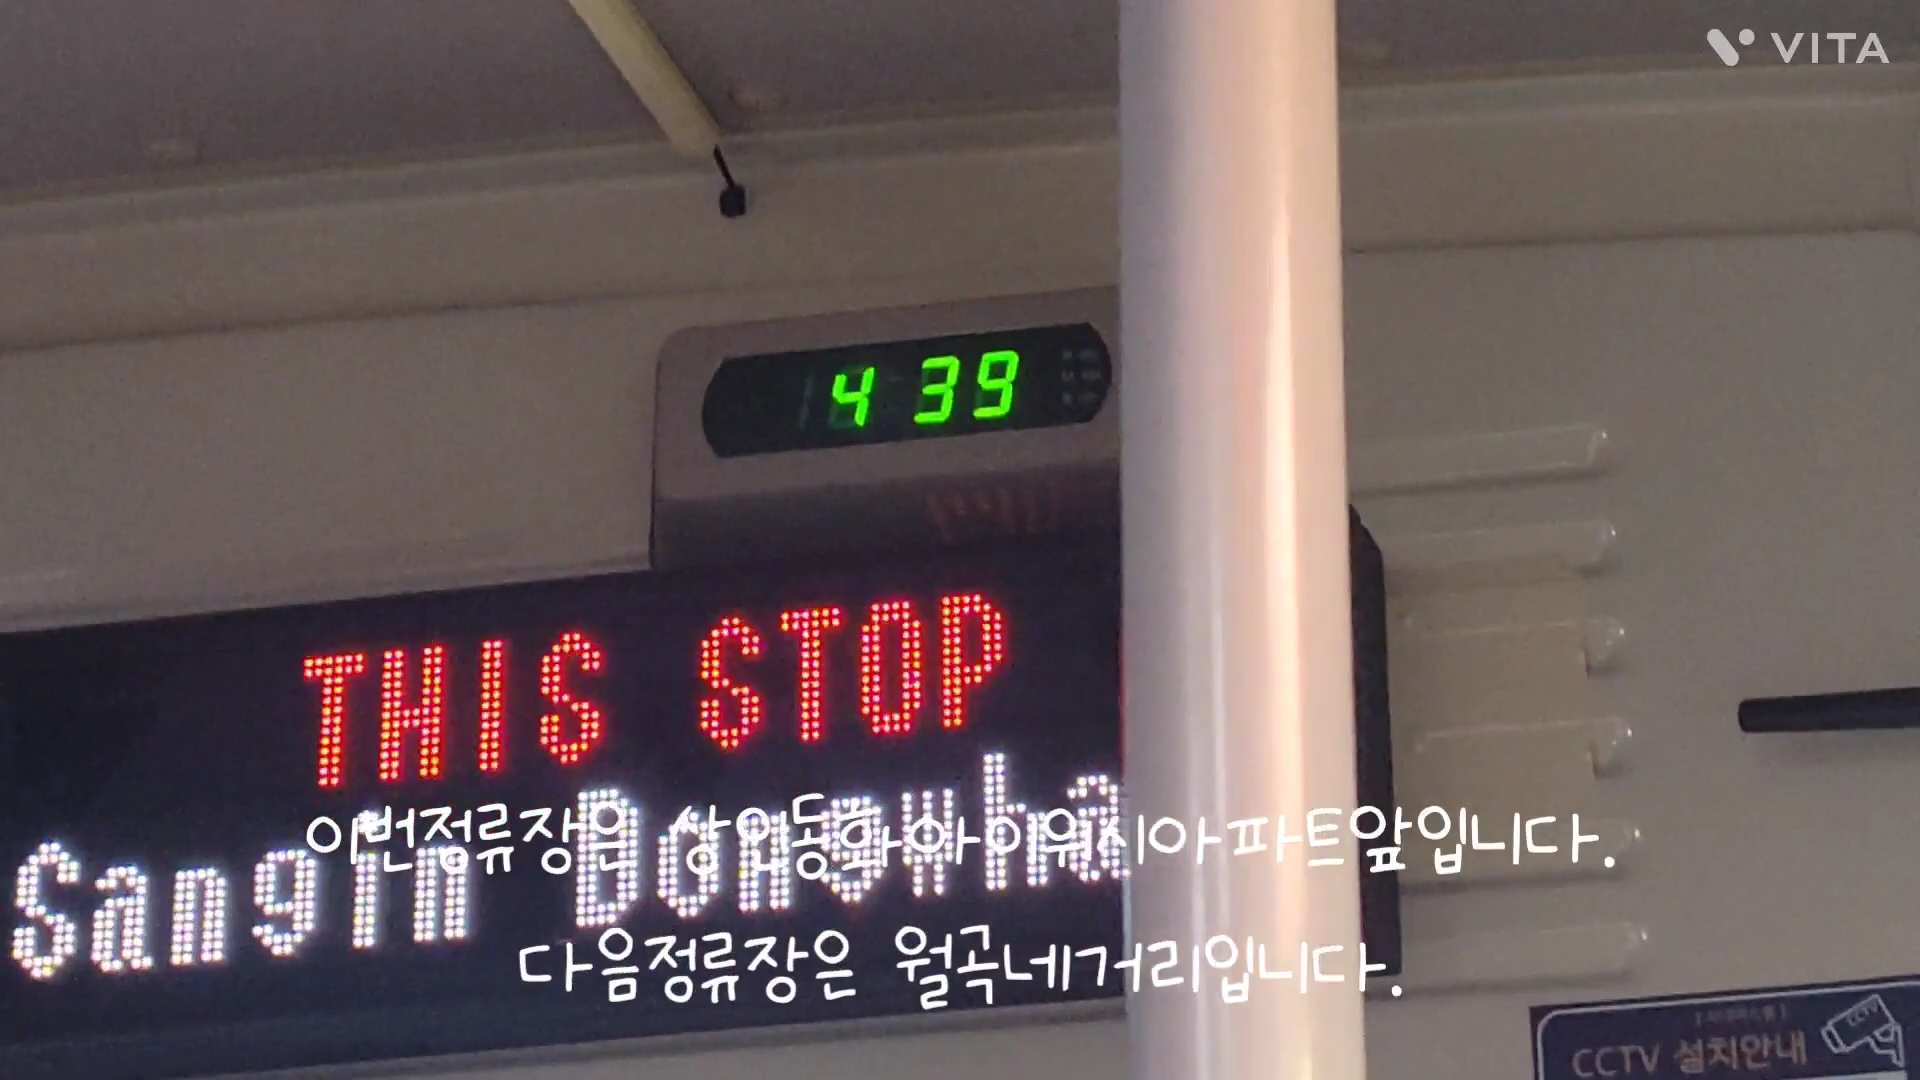 VITA
4 39
THIS STOP
Sangin Dongwha
이번정류장은 상인동화아이위시아파트앞입니다.
다음정류장은 월곡네거리입니다.
CCTV 설치안내
CCTV